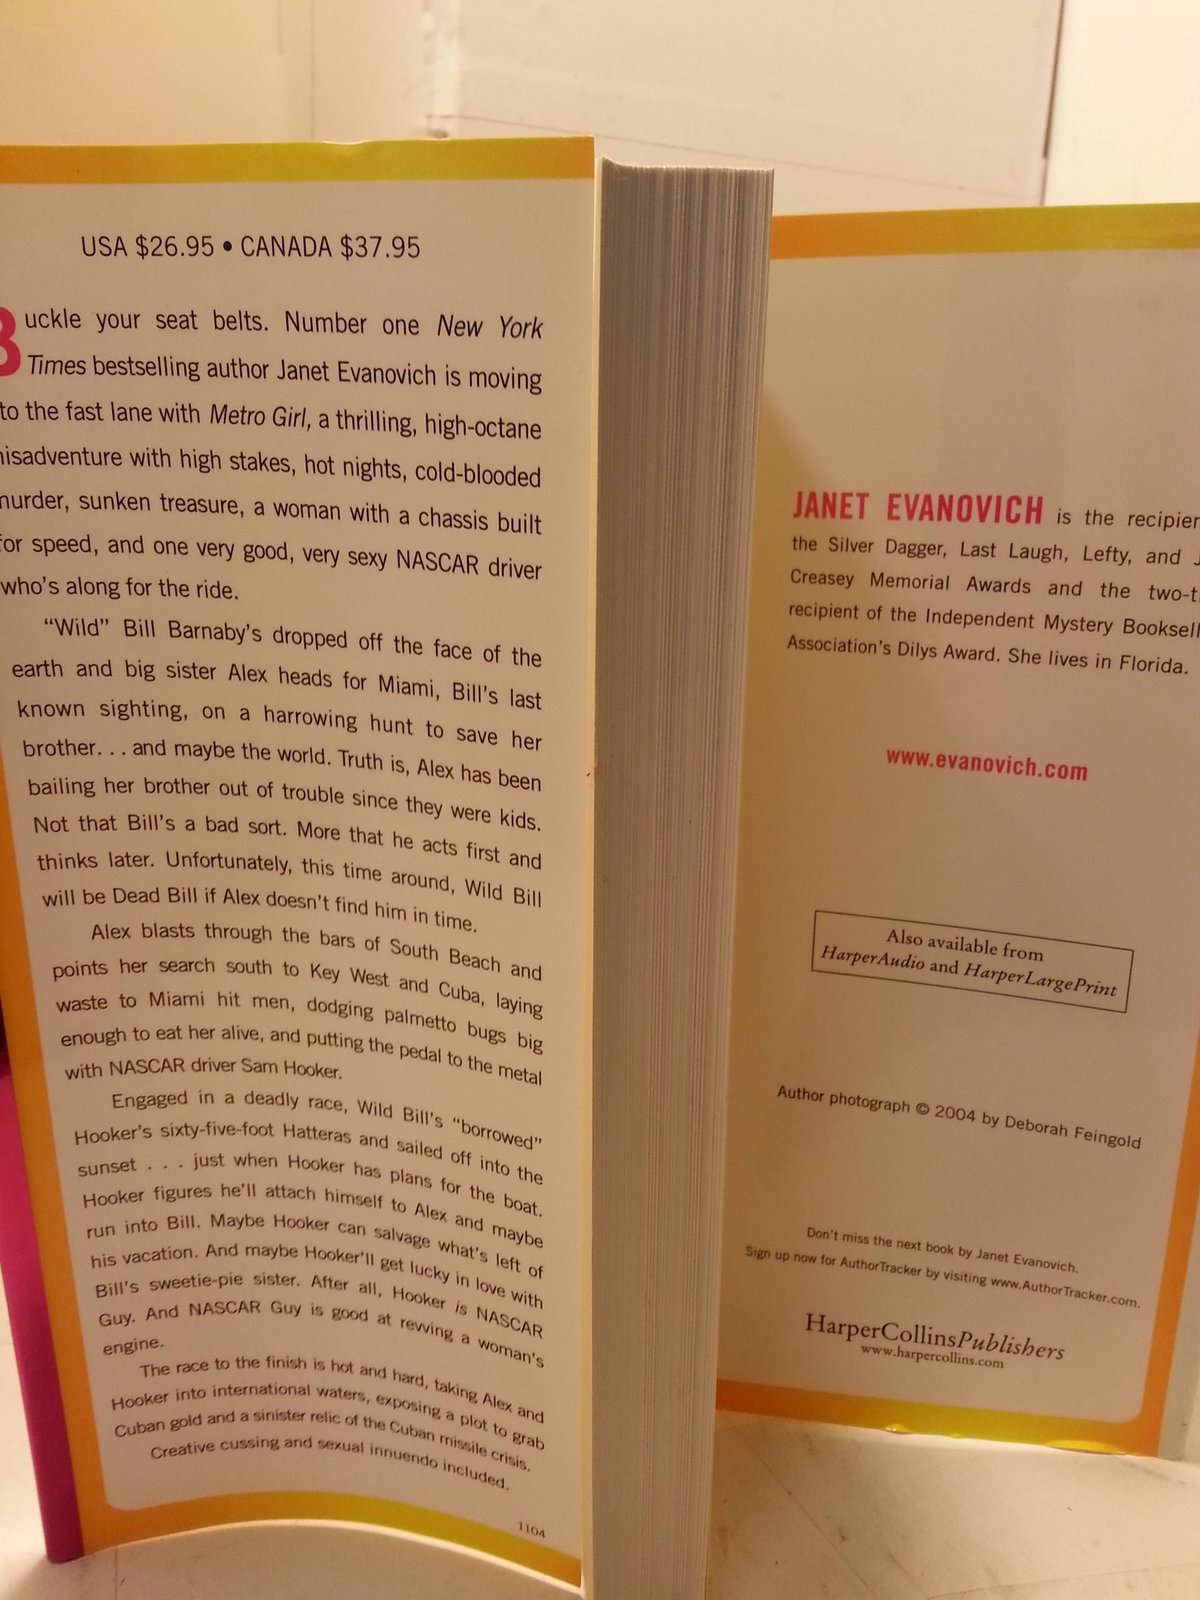 USA $26.95 • CANADA $37.95
Buckle your seat belts. Number one New York
Times bestselling author Janet Evanovich is moving
to the fast lane with Metro Girl, a thrilling, high-octane
misadventure with high stakes, hot nights, cold-blooded
murder, sunken treasure, a woman with a chassis built
for speed, and one very good, very sexy NASCAR driver
who's along for the ride.
"Wild" Bill Barnaby's dropped off the face of the
earth and big sister Alex heads for Miami, Bill's last
known sighting, on a harrowing hunt to save her
brother. . . and maybe the world. Truth is, Alex has been
bailing her brother out of trouble since they were kids.
Not that Bill's a bad sort. More that he acts first and
thinks later. Unfortunately, this time around, Wild Bill
will be Dead Bill if Alex doesn't find him in time.
Alex blasts through the bars of South Beach and
points her search south to Key West and Cuba, laying
waste to Miami hit men, dodging palmetto bugs big
enough to eat her alive, and putting the pedal to the metal
with NASCAR driver Sam Hooker.
Engaged in a deadly race, Wild Bill's "borrowed"
Hooker's sixty-five-foot Hatteras and sailed off into the
sunset . . . just when Hooker has plans for the boat.
Hooker figures he'll attach himself to Alex and maybe
run into Bill. Maybe Hooker can salvage what's left of
his vacation. And maybe Hooker'll get lucky in love with
Bill's sweetie-pie sister. After all, Hooker is NASCAR
Guy. And NASCAR Guy is good at revving a woman's
engine.
The race to the finish is hot and hard, taking Alex and
Hooker into international waters, exposing a plot to grab
Cuban gold and a sinister relic of the Cuban missile crisis.
Creative cussing and sexual innuendo included.
1104
JANET EVANOVICH is the recipien
the Silver Dagger, Last Laugh, Lefty, and J
Creasey Memorial Awards and the two-t
recipient of the Independent Mystery Booksell
Association's Dilys Award. She lives in Florida.
www.evanovich.com
Also available from
HarperAudio and HarperLargePrint
Author photograph © 2004 by Deborah Feingold
Don't miss the next book by Janet Evanovich.
Sign up now for AuthorTracker by visiting www.AuthorTracker.com.
HarperCollinsPublishers
www.harpercollins.com